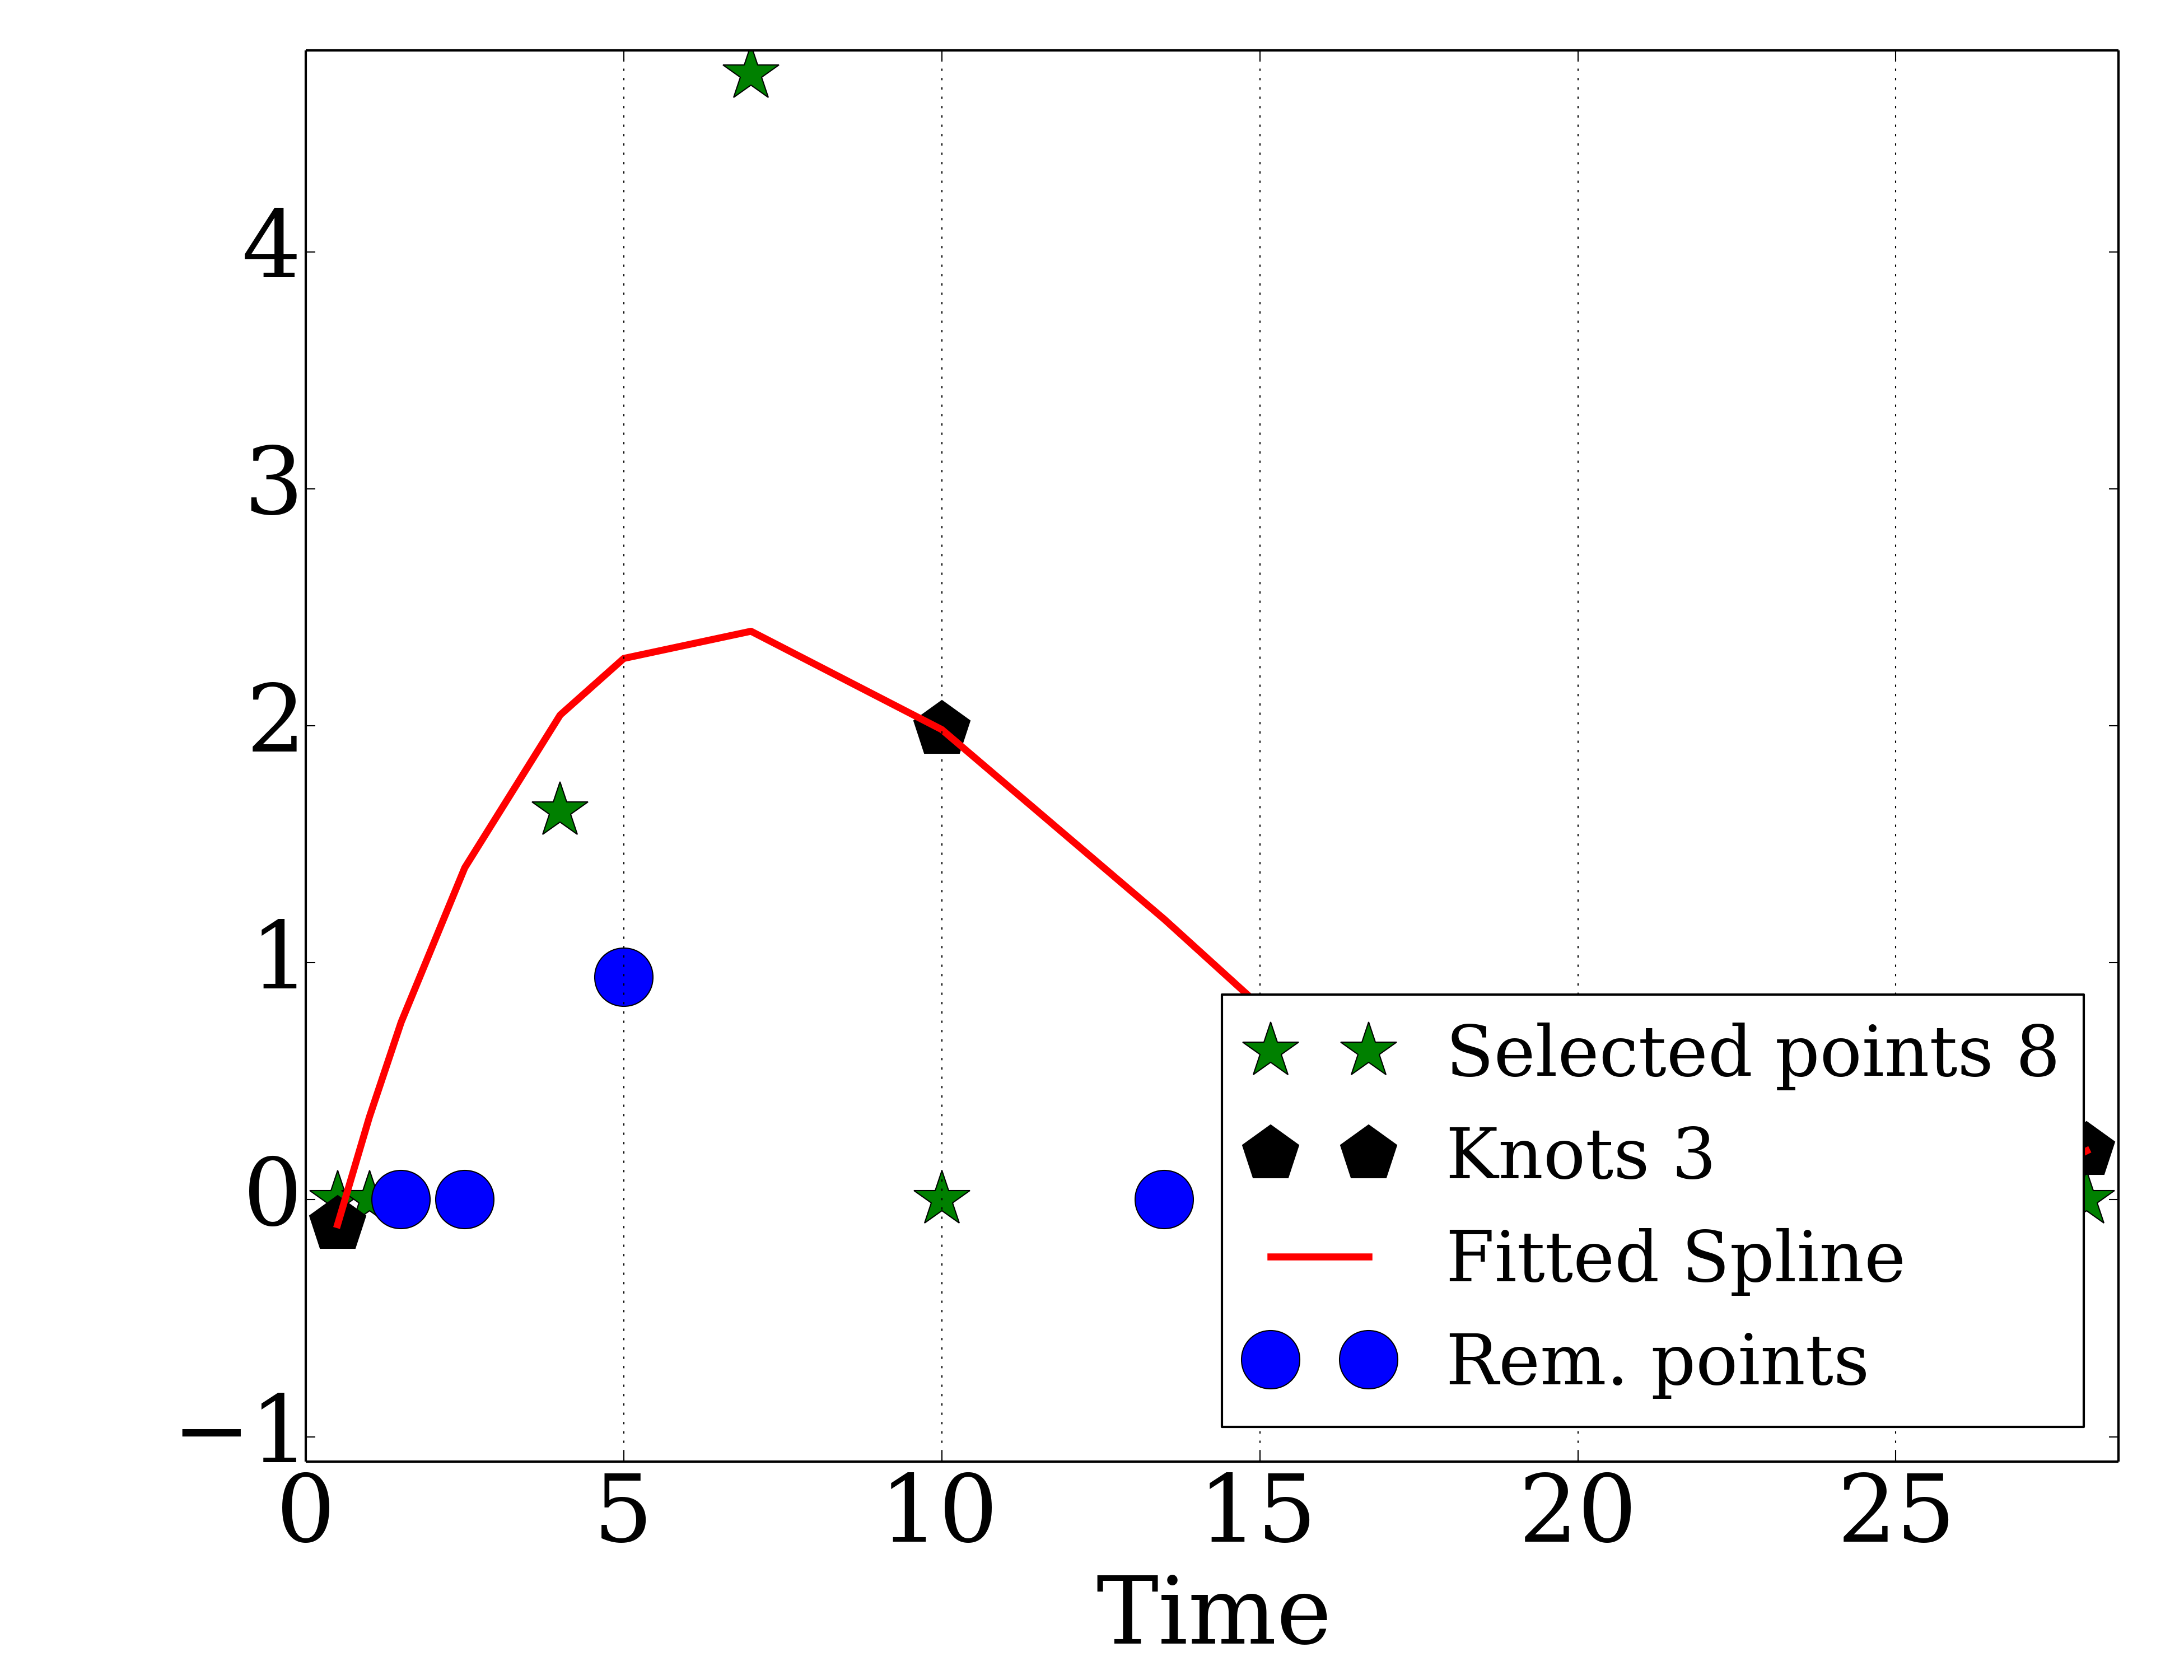 4
3
2
1
0
−1
0 5 10 15 20 25
Time
Selected points 8
Knots 3
Fitted Spline
Rem. points